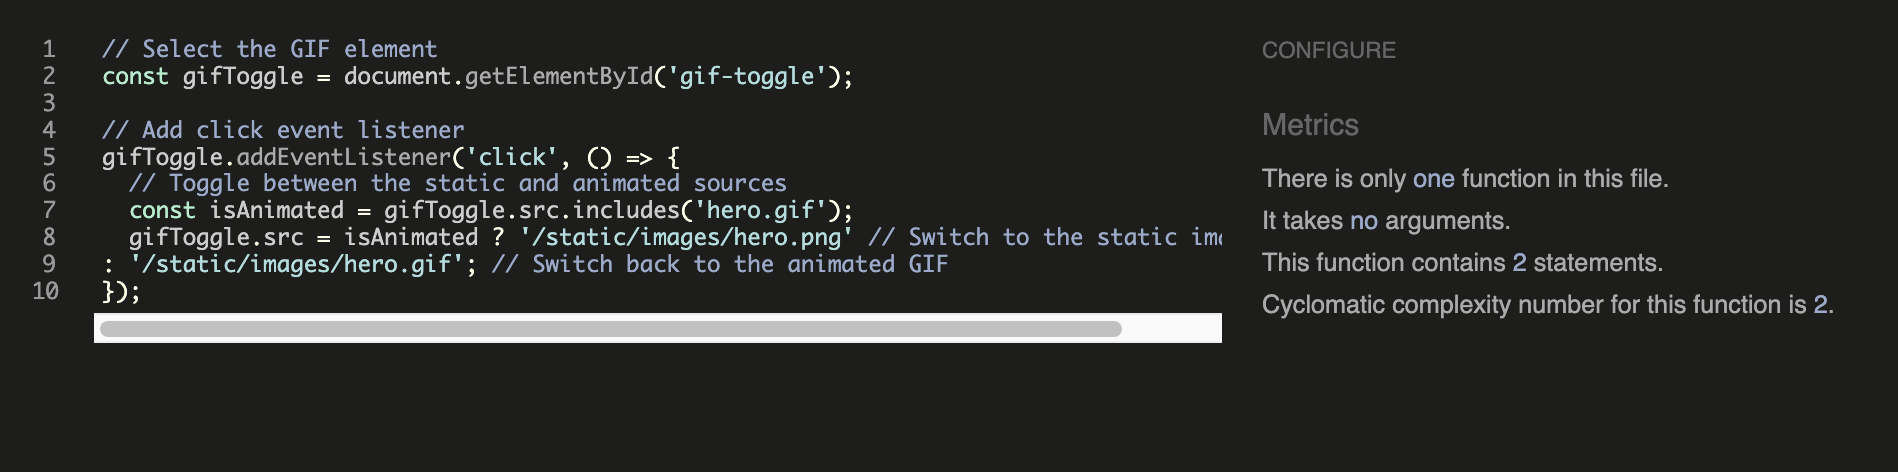 1 // Select the GIF element
2 const gifToggle = document.getElementById('gif-toggle');
3
4 // Add click event listener
5 gifToggle.addEventListener('click', () => {
6   // Toggle between the static and animated sources
7   const isAnimated = gifToggle.src.includes('hero.gif');
8   gifToggle.src = isAnimated ? '/static/images/hero.png' // Switch to the static
9 : '/static/images/hero.gif'; // Switch back to the animated GIF
10 });
CONFIGURE
Metrics
There is only one function in this file.
It takes no arguments.
This function contains 2 statements.
Cyclomatic complexity number for this function is 2.